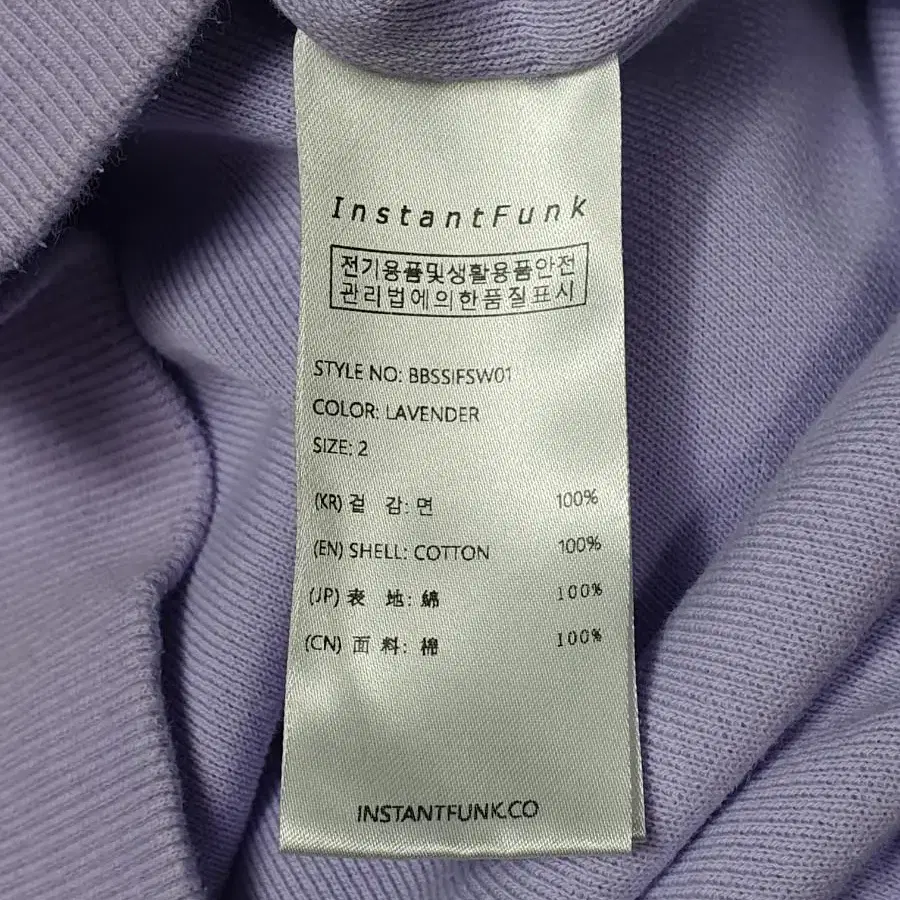 InstantFunk
전기용품및생활용품안전
관리법에의한품질표시
STYLE NO: BBSSIFSW01
COLOR: LAVENDER
SIZE: 2
(KR) 겉 감: 면 100%
(EN) SHELL: COTTON 100%
(JP) 表 地: 綿 100%
(CN) 面 料: 棉 100%
INSTANTFUNK.CO